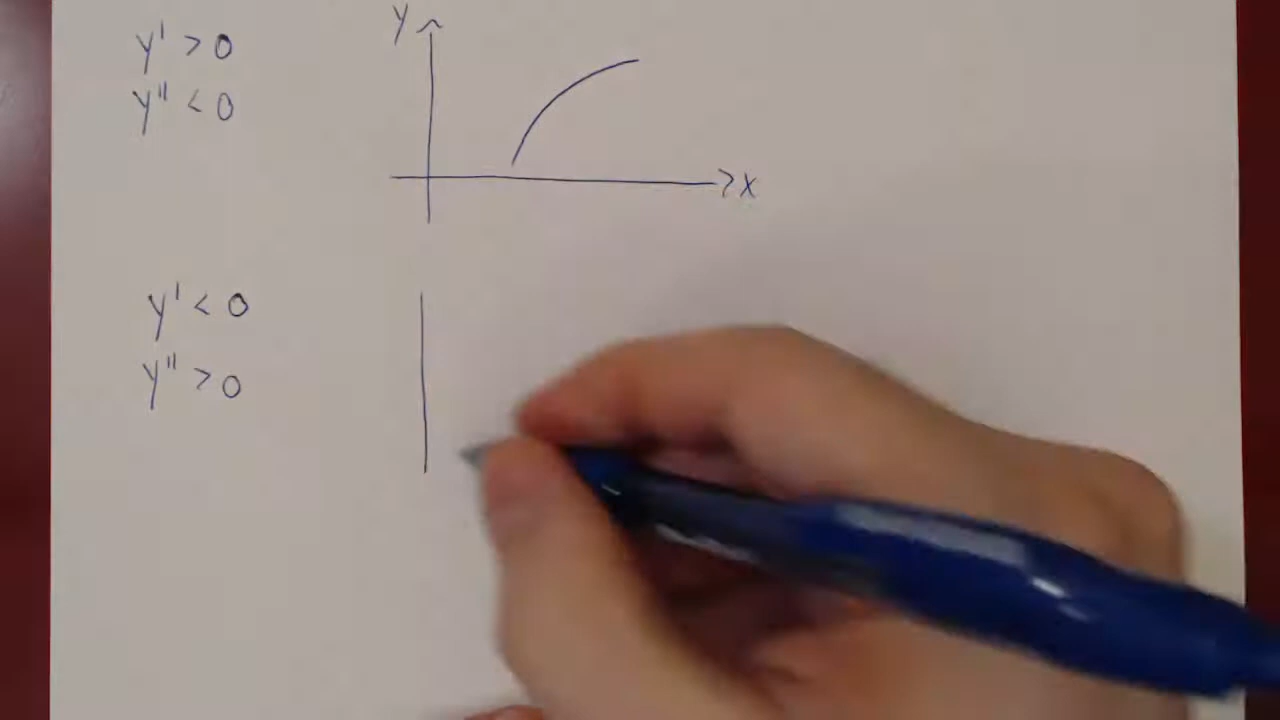 y' > 0
y'' < 0
y
x
y' < 0
y'' > 0